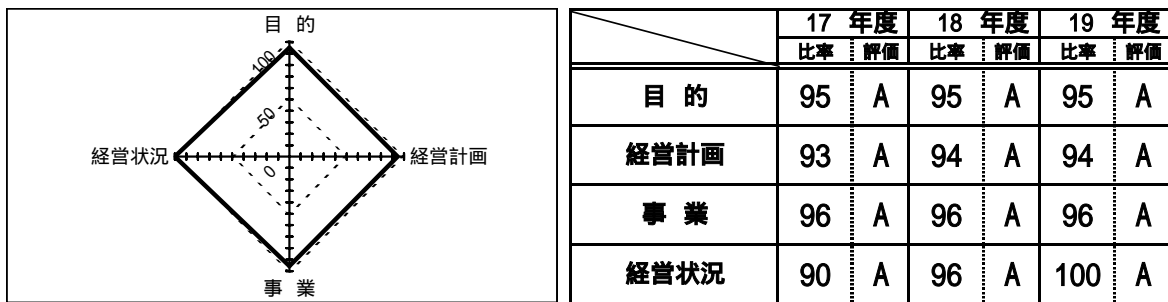 目 的
100
50
0
経営状況
経営計画
事 業
17 年度 18 年度 19 年度
比率 評価 比率 評価 比率 評価
目 的 95 A 95 A 95 A
経営計画 93 A 94 A 94 A
事 業 96 A 96 A 96 A
経営状況 90 A 96 A 100 A